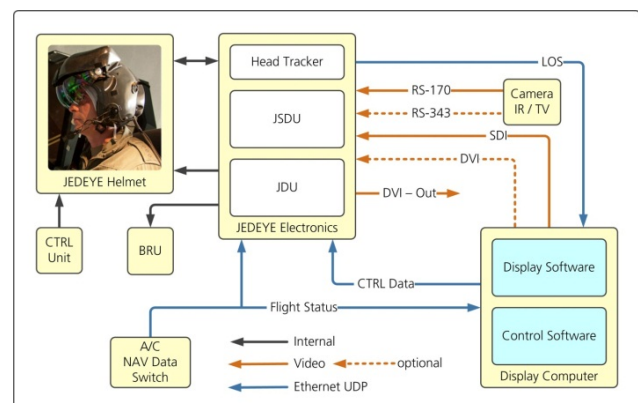 Head Tracker
LOS
RS-170
Camera
IR / TV
RS-343
JSDU
SDI
DVI
JEDEYE Helmet
JDU
DVI – Out
JEDEYE Electronics
CTRL
Unit
BRU
Display Software
CTRL Data
Flight Status
A/C
NAV Data
Switch
Internal
Video
optional
Ethernet UDP
Control Software
Display Computer